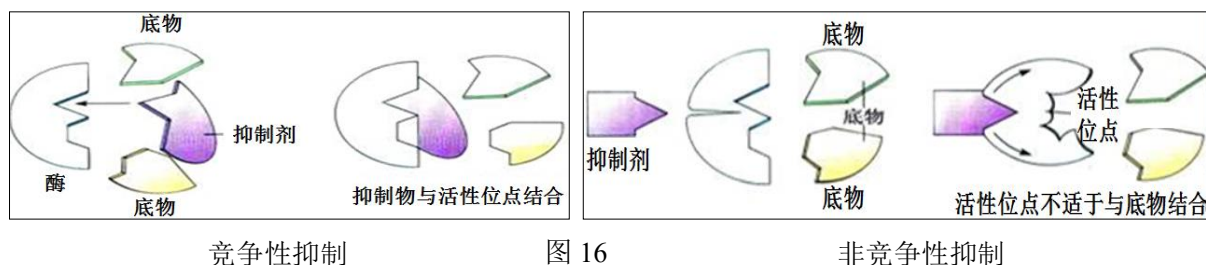 底物
抑制剂
酶
底物
抑制物与活性位点结合
抑制剂
底物
底物
底物
活性
位点
活性位点不适于与底物结合
竞争性抑制
图 16
非竞争性抑制